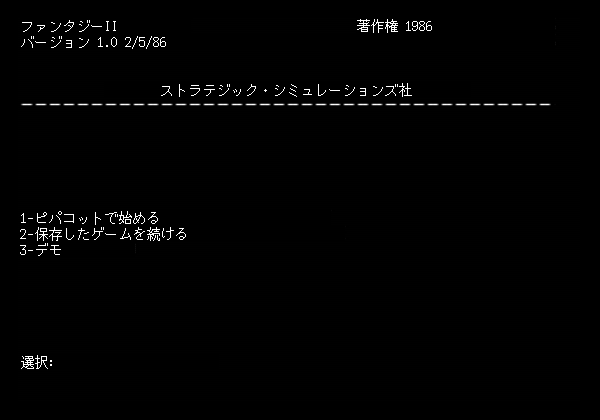 ファンタジーII 著作権 1986
バージョン 1.0 2/5/86
ストラテジック・シミュレーションズ社
1-ピパコットで始める
2-保存したゲームを続ける
3-デモ
選択: